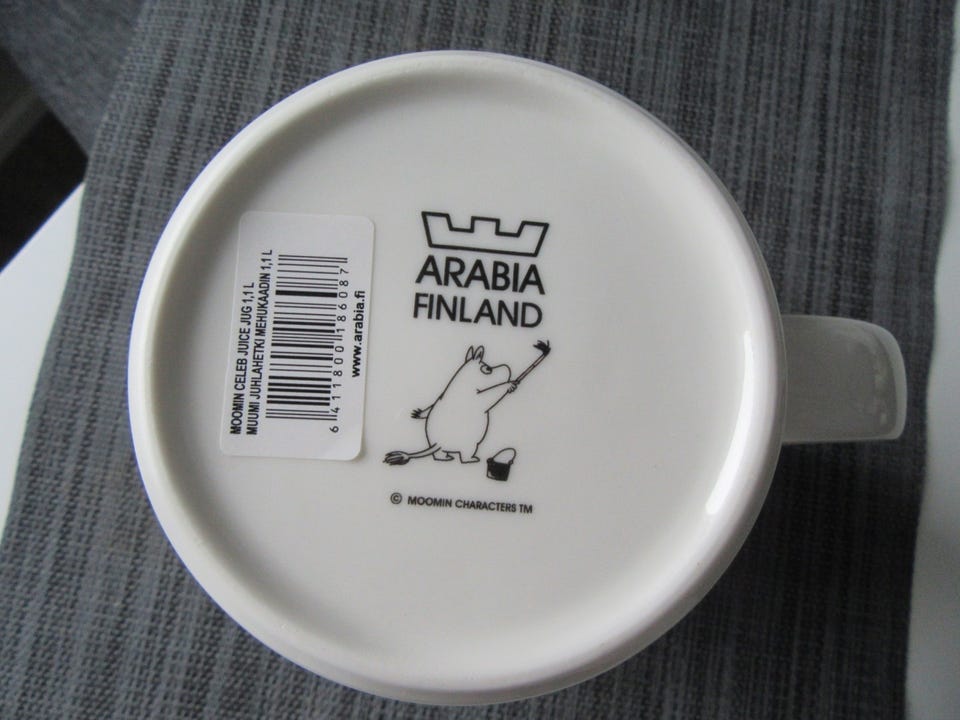 MOOMIN CELEB JUICE JUG 1,1 L
MUUMI JUHLAHETKI MEHUKAADIN 1,1 L
6 411800 186087
www.arabia.fi
ARABIA
FINLAND
© MOOMIN CHARACTERS TM